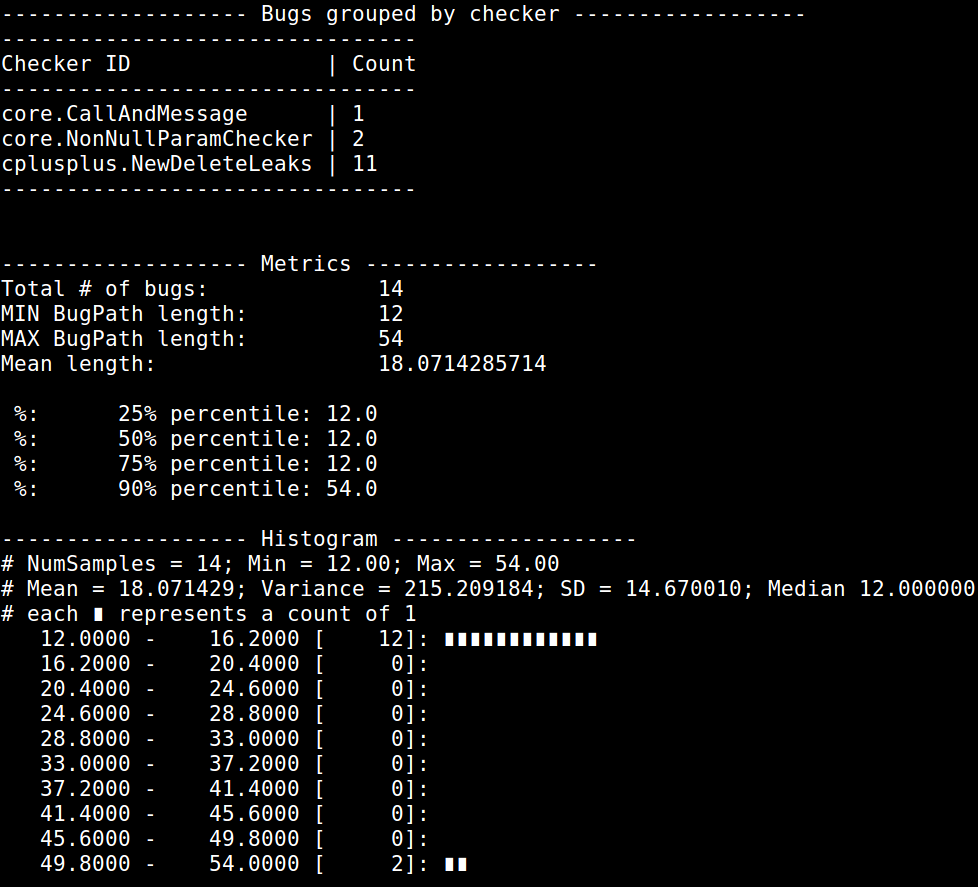 ------------------- Bugs grouped by checker ------------------
--------------------------------
Checker ID               | Count
--------------------------------
core.CallAndMessage      | 1
core.NonNullParamChecker | 2
cplusplus.NewDeleteLeaks | 11
--------------------------------
------------------- Metrics ------------------
Total # of bugs:             14
MIN BugPath length:          12
MAX BugPath length:          54
Mean length:                 18.0714285714
 %:      25% percentile: 12.0
 %:      50% percentile: 12.0
 %:      75% percentile: 12.0
 %:      90% percentile: 54.0
------------------- Histogram -------------------
# NumSamples = 14; Min = 12.00; Max = 54.00
# Mean = 18.071429; Variance = 215.209184; SD = 14.670010; Median 12.000000
# each ∎ represents a count of 1
   12.0000 -    16.2000 [    12]: ∎∎∎∎∎∎∎∎∎∎∎∎
   16.2000 -    20.4000 [     0]:
   20.4000 -    24.6000 [     0]:
   24.6000 -    28.8000 [     0]:
   28.8000 -    33.0000 [     0]:
   33.0000 -    37.2000 [     0]:
   37.2000 -    41.4000 [     0]:
   41.4000 -    45.6000 [     0]:
   45.6000 -    49.8000 [     0]:
   49.8000 -    54.0000 [     2]: ∎∎